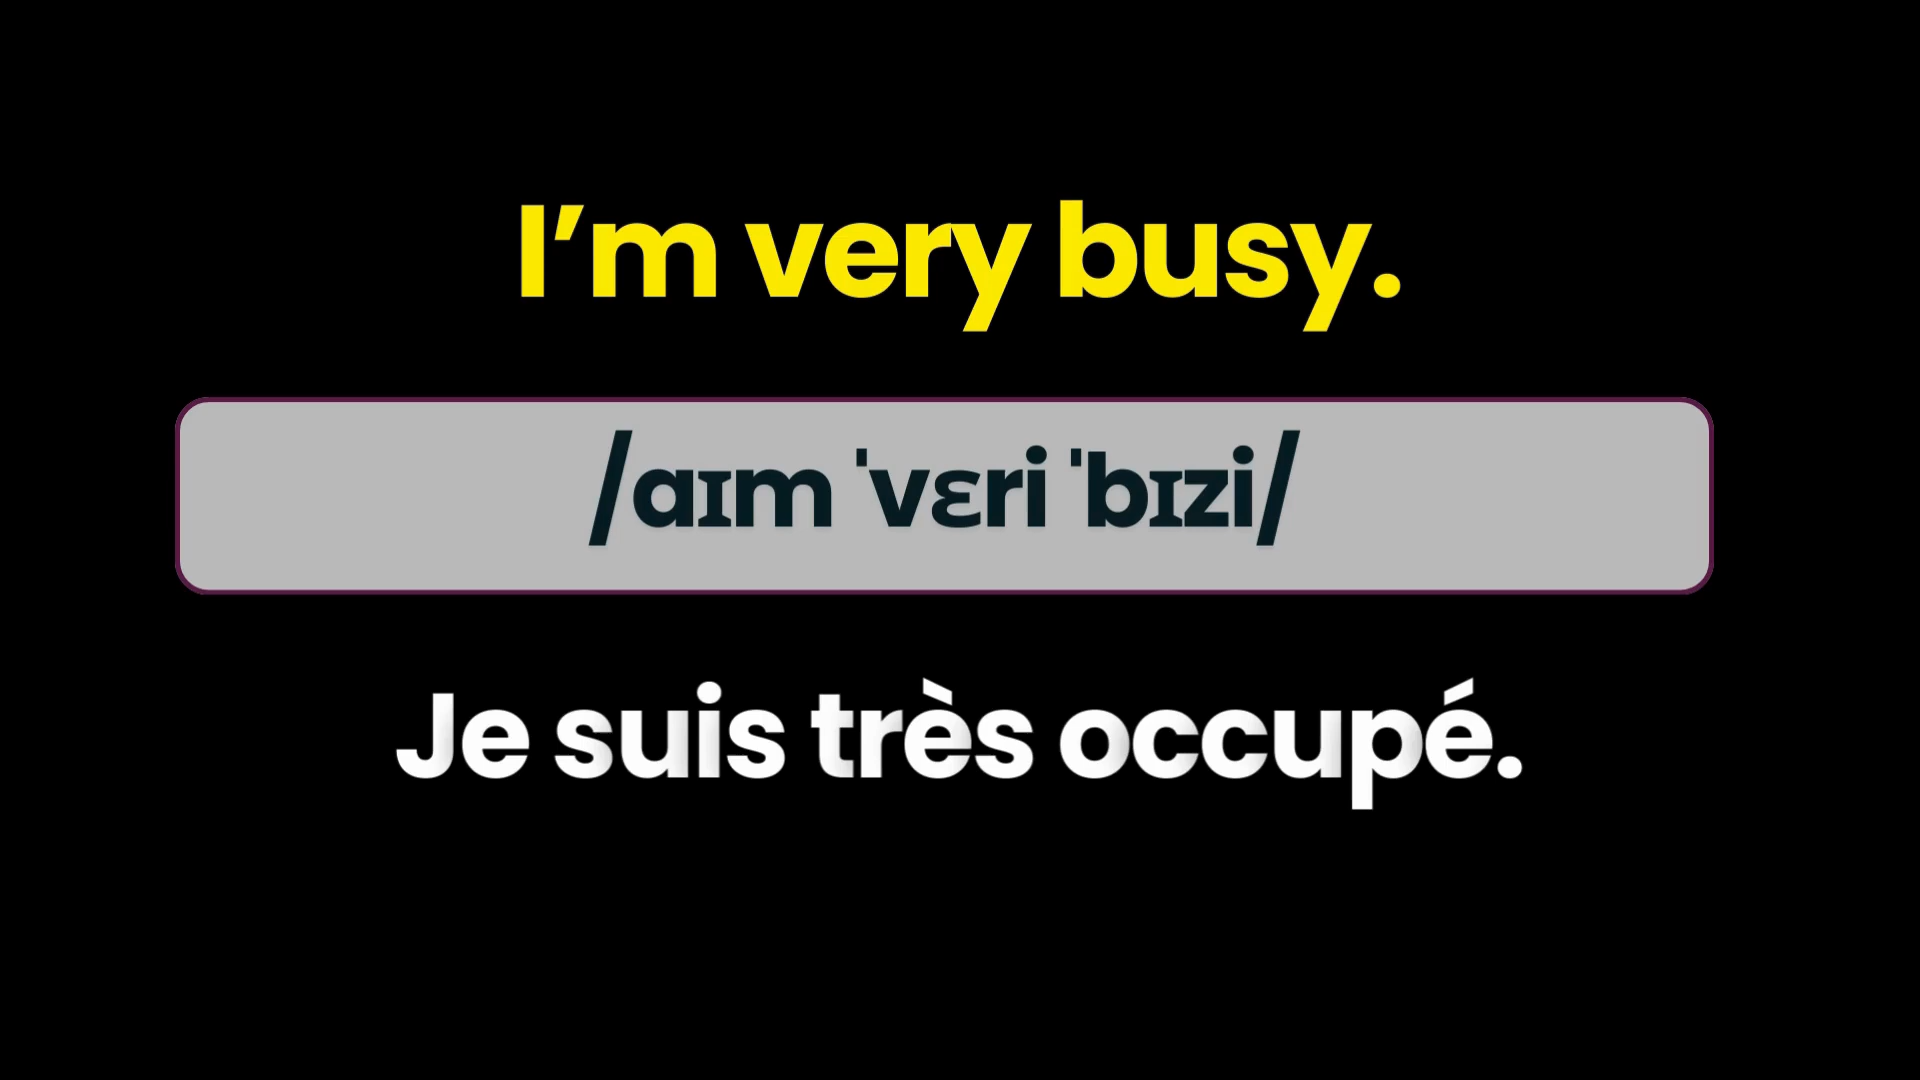 I’m very busy.
/aɪm ˈvɛri ˈbɪzi/
Je suis très occupé.